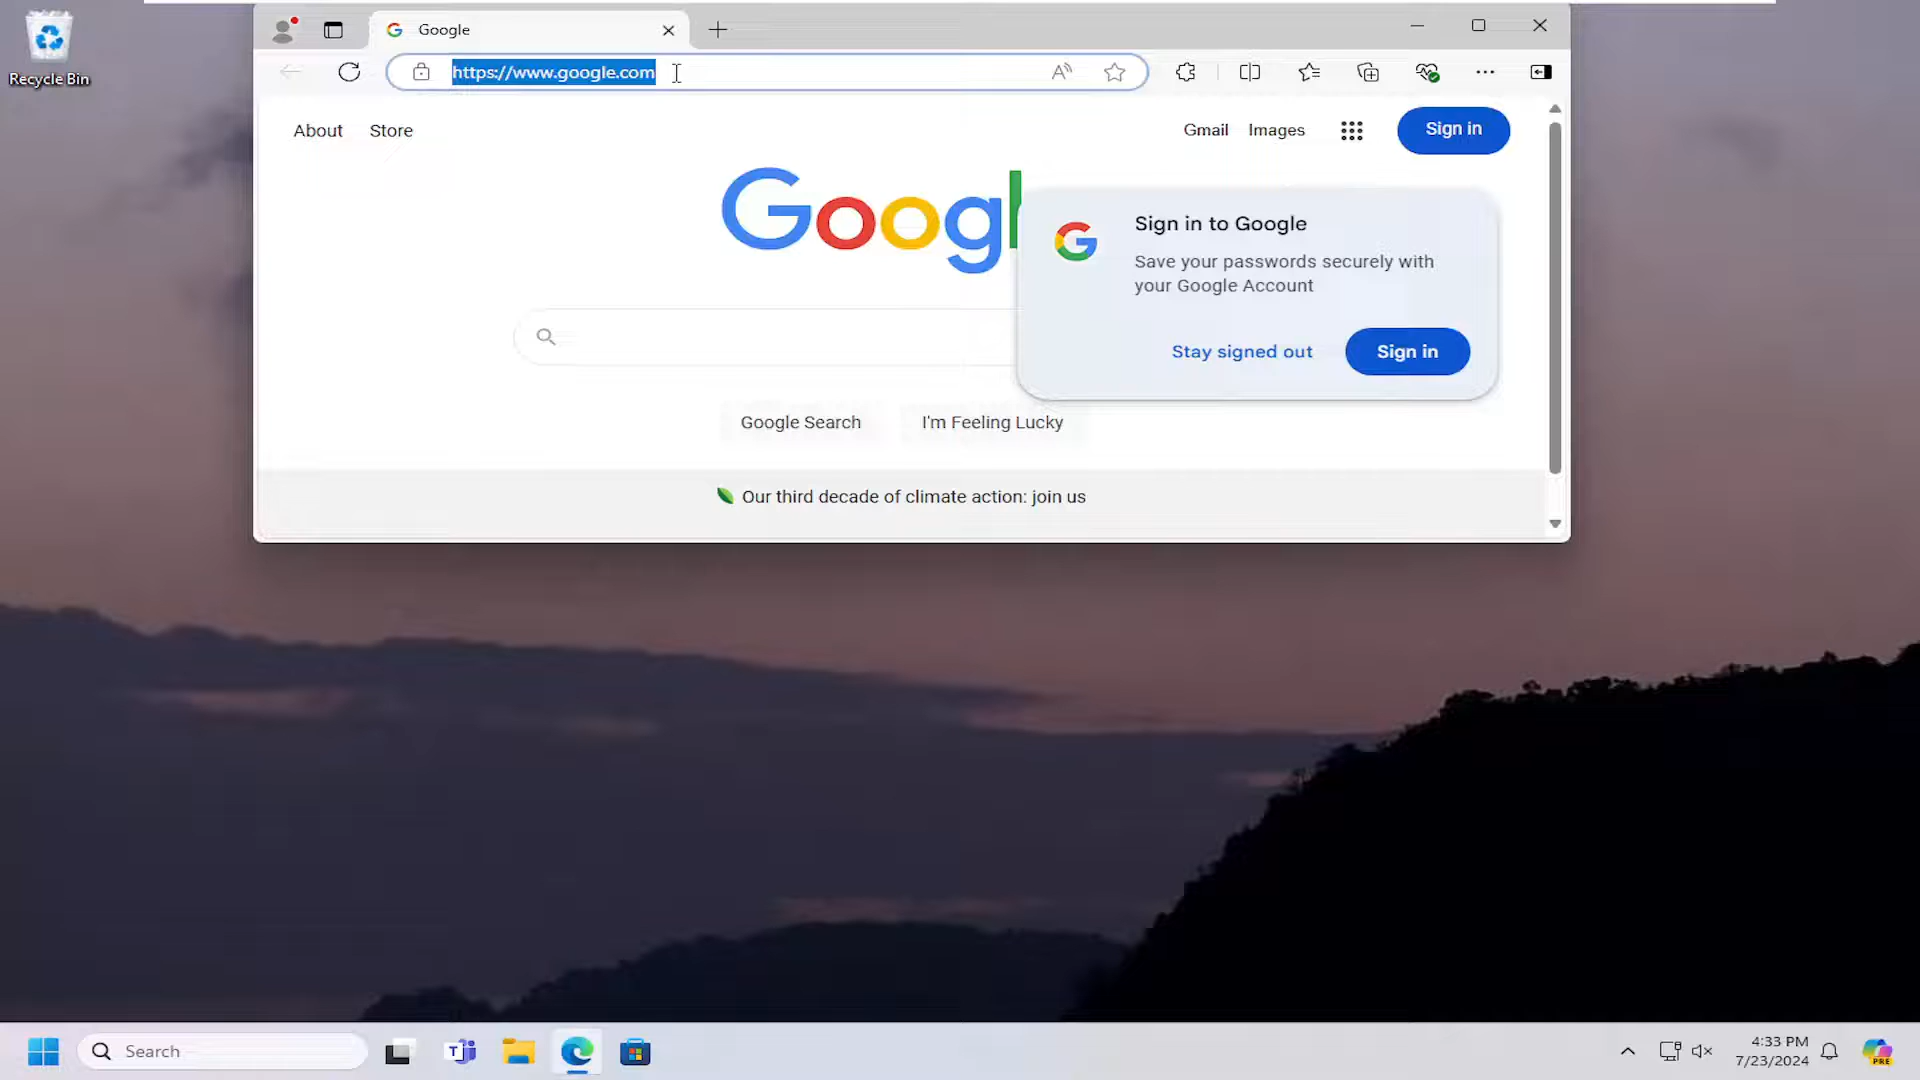 Recycle Bin
Google
https://www.google.com
About
Store
Gmail
Images
Sign in
Googl
Sign in to Google
Save your passwords securely with
your Google Account
Stay signed out
Sign in
Google Search
I'm Feeling Lucky
Our third decade of climate action: join us
Search
4:33 PM
7/23/2024
PRE